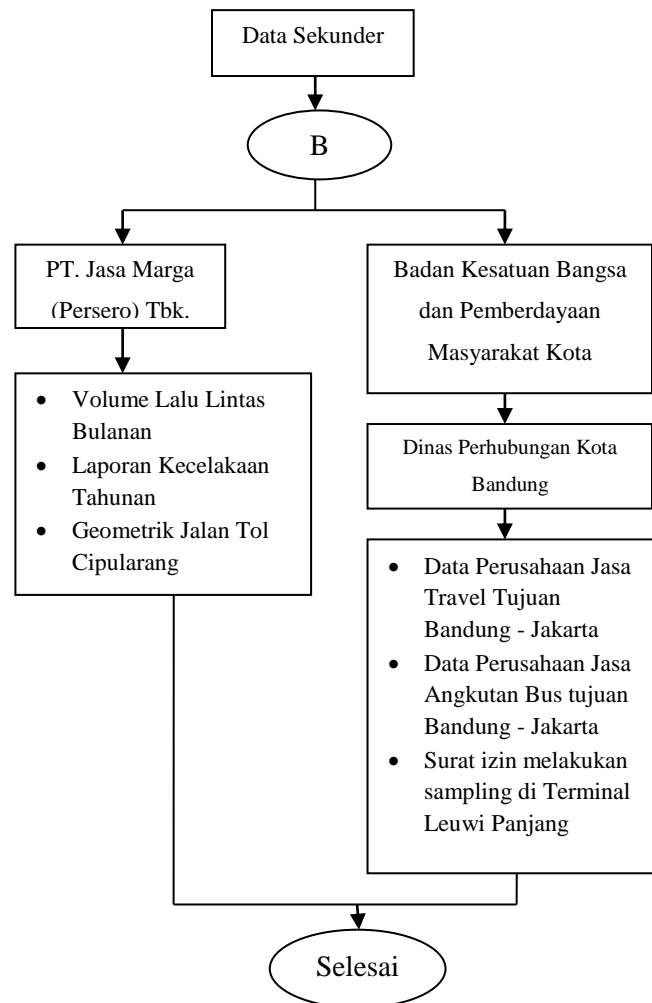 Data Sekunder
B
PT. Jasa Marga
(Persero) Tbk.
• Volume Lalu Lintas
Bulanan
• Laporan Kecelakaan
Tahunan
• Geometrik Jalan Tol
Cipularang
Badan Kesatuan Bangsa
dan Pemberdayaan
Masyarakat Kota
Dinas Perhubungan Kota
Bandung
• Data Perusahaan Jasa
Travel Tujuan
Bandung - Jakarta
• Data Perusahaan Jasa
Angkutan Bus tujuan
Bandung - Jakarta
• Surat izin melakukan
sampling di Terminal
Leuwi Panjang
Selesai